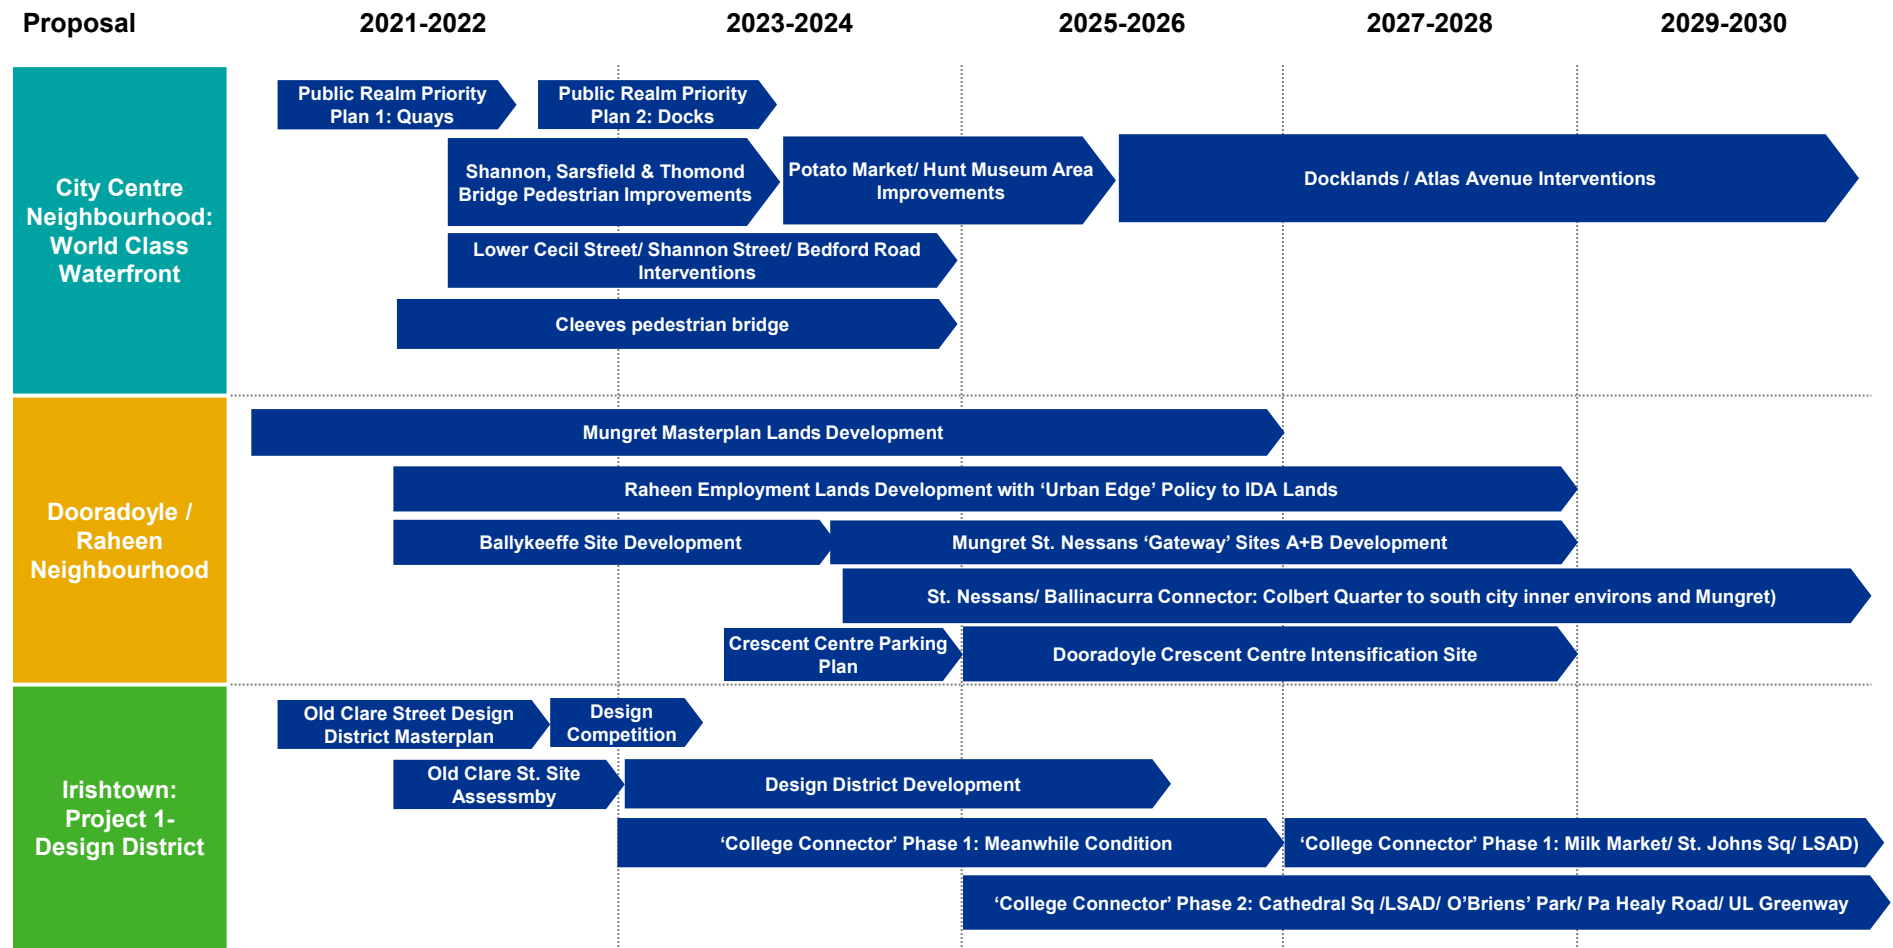 Proposal
2021-2022
2023-2024
2025-2026
2027-2028
2029-2030
City Centre
Neighbourhood:
World Class
Waterfront
Public Realm Priority
Plan 1: Quays
Public Realm Priority
Plan 2: Docks
Shannon, Sarsfield & Thomond
Bridge Pedestrian Improvements
Potato Market/ Hunt Museum Area
Improvements
Docklands / Atlas Avenue Interventions
Lower Cecil Street/ Shannon Street/ Bedford Road
Interventions
Cleeves pedestrian bridge
Dooradoyle /
Raheen
Neighbourhood
Mungret Masterplan Lands Development
Raheen Employment Lands Development with ‘Urban Edge’ Policy to IDA Lands
Ballykeeffe Site Development
Mungret St. Nessans ‘Gateway’ Sites A+B Development
St. Nessans/ Ballinacurra Connector: Colbert Quarter to south city inner environs and Mungret)
Crescent Centre Parking
Plan
Dooradoyle Crescent Centre Intensification Site
Irishtown:
Project 1-
Design District
Old Clare Street Design
District Masterplan
Design
Competition
Old Clare St. Site
Assessmby
Design District Development
‘College Connector’ Phase 1: Meanwhile Condition
‘College Connector’ Phase 1: Milk Market/ St. Johns Sq/ LSAD)
‘College Connector’ Phase 2: Cathedral Sq /LSAD/ O’Briens’ Park/ Pa Healy Road/ UL Greenway